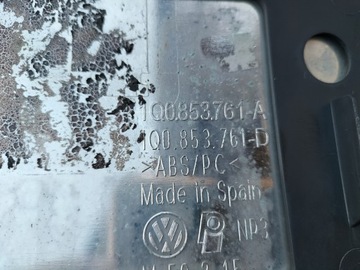 1Q0.853.761-A
1Q0.853.761-D
>ABS/PC<
Made in Spain
NP3